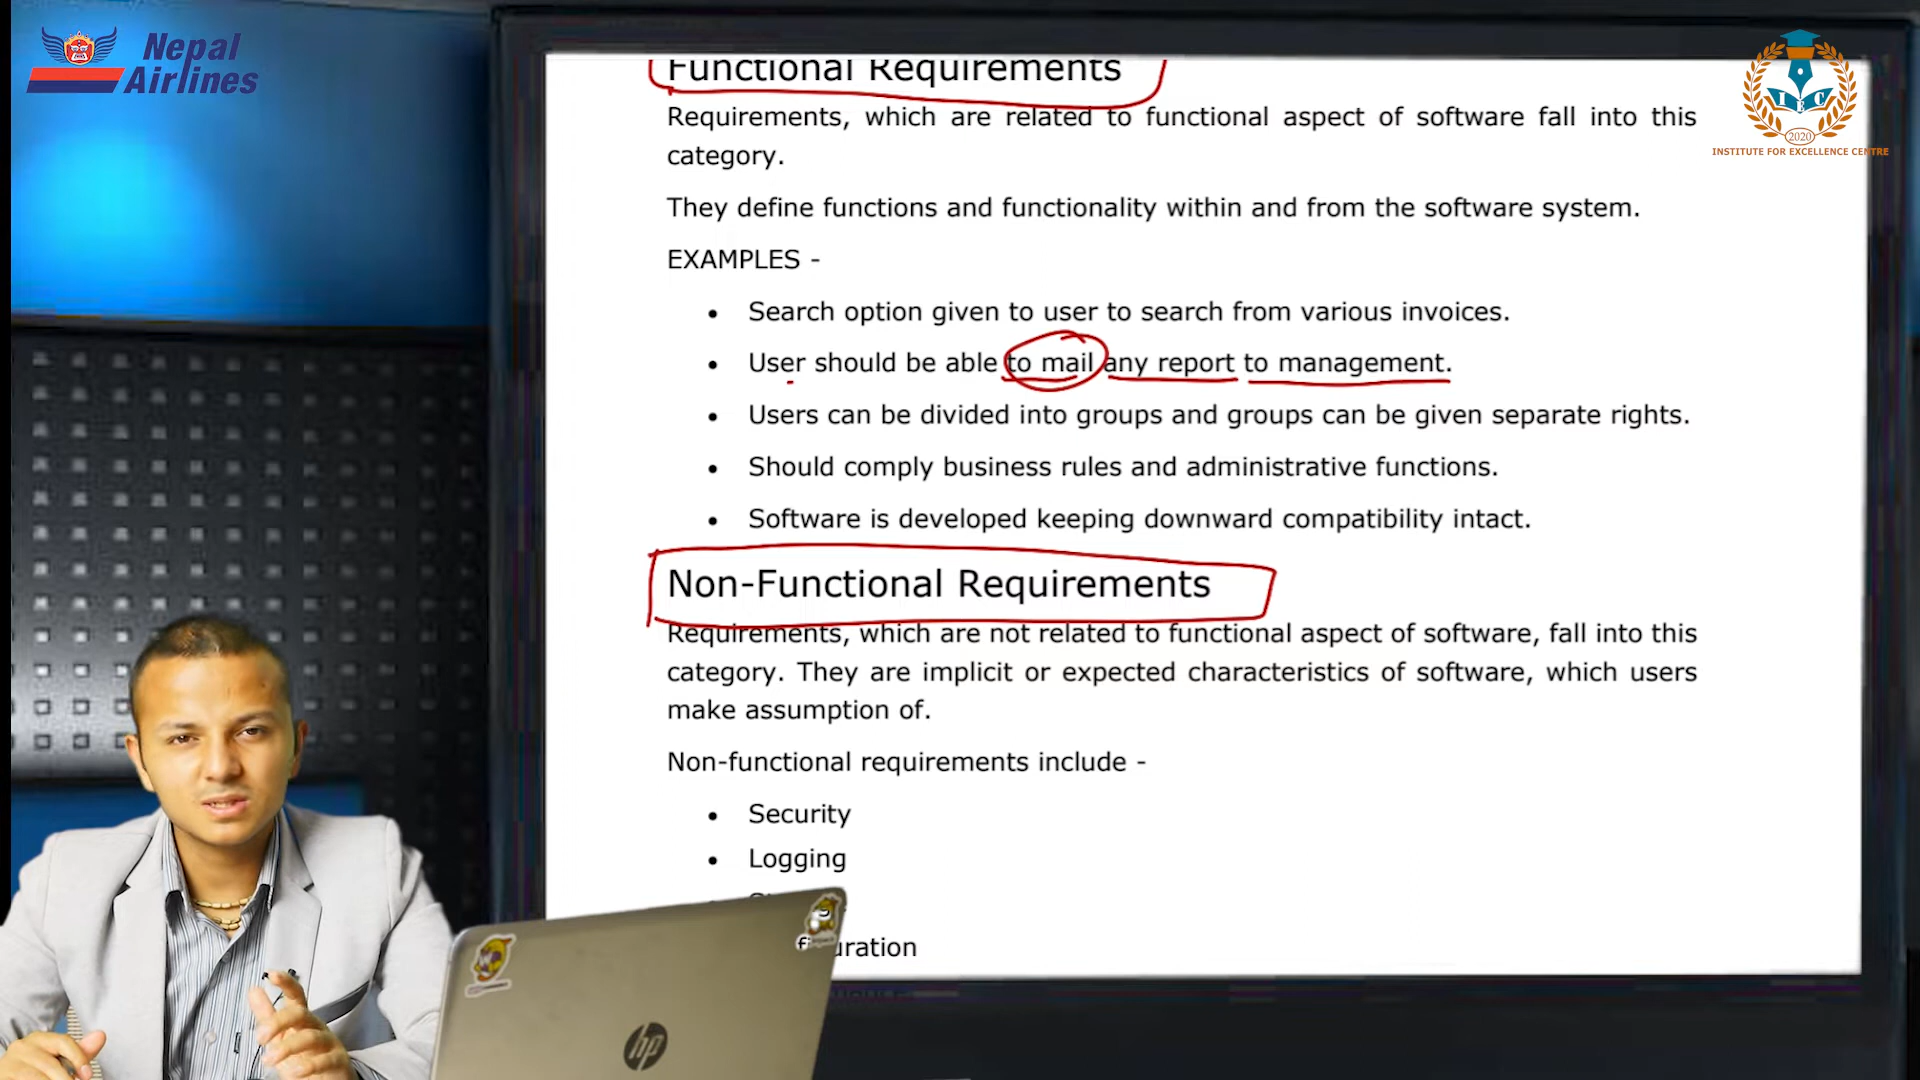 Nepal
Airlines
IEC
2020
INSTITUTE FOR EXCELLENCE CENTRE
Functional Requirements
Requirements, which are related to functional aspect of software fall into this
category.
They define functions and functionality within and from the software system.
EXAMPLES -
• Search option given to user to search from various invoices.
• User should be able to mail any report to management.
• Users can be divided into groups and groups can be given separate rights.
• Should comply business rules and administrative functions.
• Software is developed keeping downward compatibility intact.
Non-Functional Requirements
Requirements, which are not related to functional aspect of software, fall into this
category. They are implicit or expected characteristics of software, which users
make assumption of.
Non-functional requirements include -
• Security
• Logging
hp